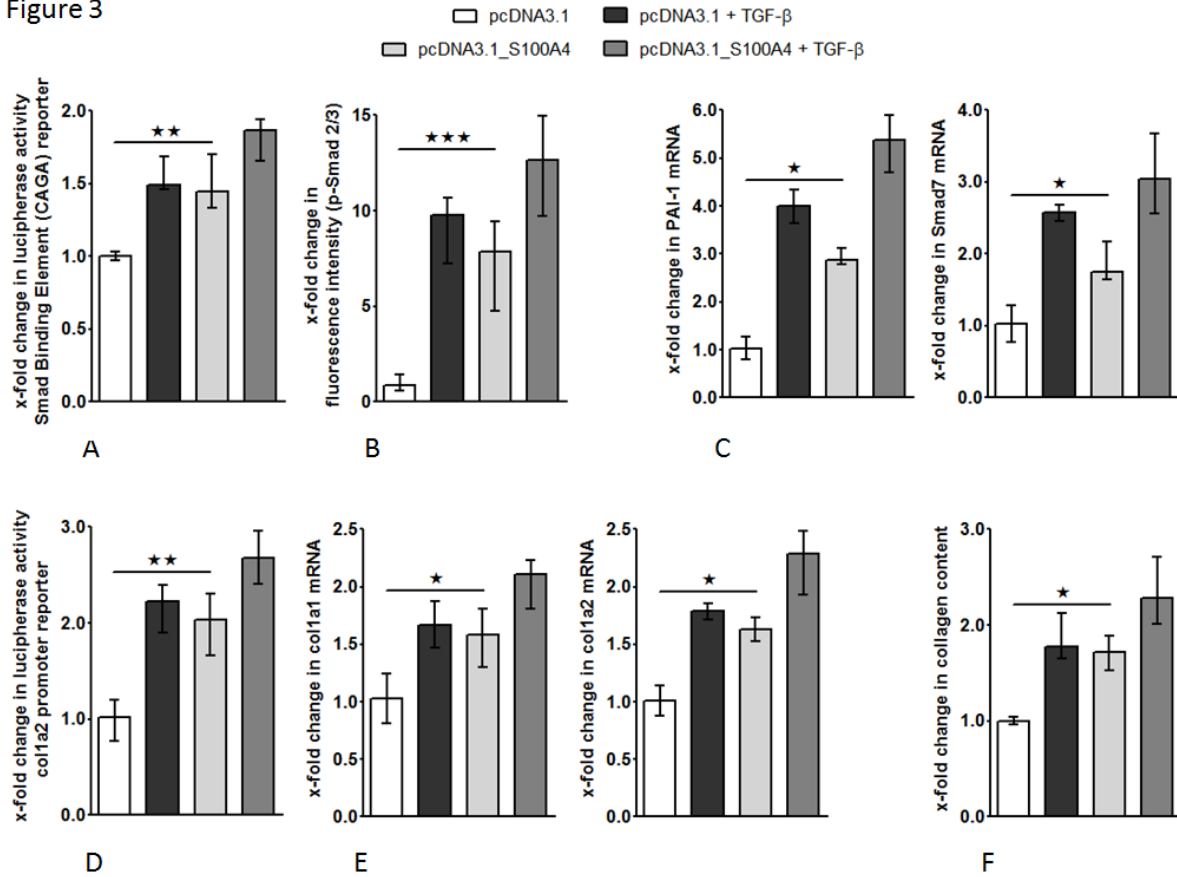 Figure 3
pcDNA3.1
pcDNA3.1 + TGF-β
pcDNA3.1_S100A4
pcDNA3.1_S100A4 + TGF-β
x-fold change in luciperase activity
Smad Binding Element (CAGA) reporter
2.0
1.5
1.0
0.5
0.0
★★
A
x-fold change in
fluorescence intensity (p-Smad 2/3)
15
10
5
0
★★★
B
x-fold change in PAI-1 mRNA
6.0
5.0
4.0
3.0
2.0
1.0
0.0
★
C
x-fold change in Smad7 mRNA
4.0
3.0
2.0
1.0
0.0
★
x-fold change in lucipherase activity
col1a2 promoter reporter
3.0
2.0
1.0
0.0
★★
D
x-fold change in col1a1 mRNA
2.5
2.0
1.5
1.0
0.5
0.0
★
E
x-fold change in col1a2 mRNA
2.5
2.0
1.5
1.0
0.5
0.0
★
x-fold change in collagen content
3.0
2.0
1.0
0.0
★
F